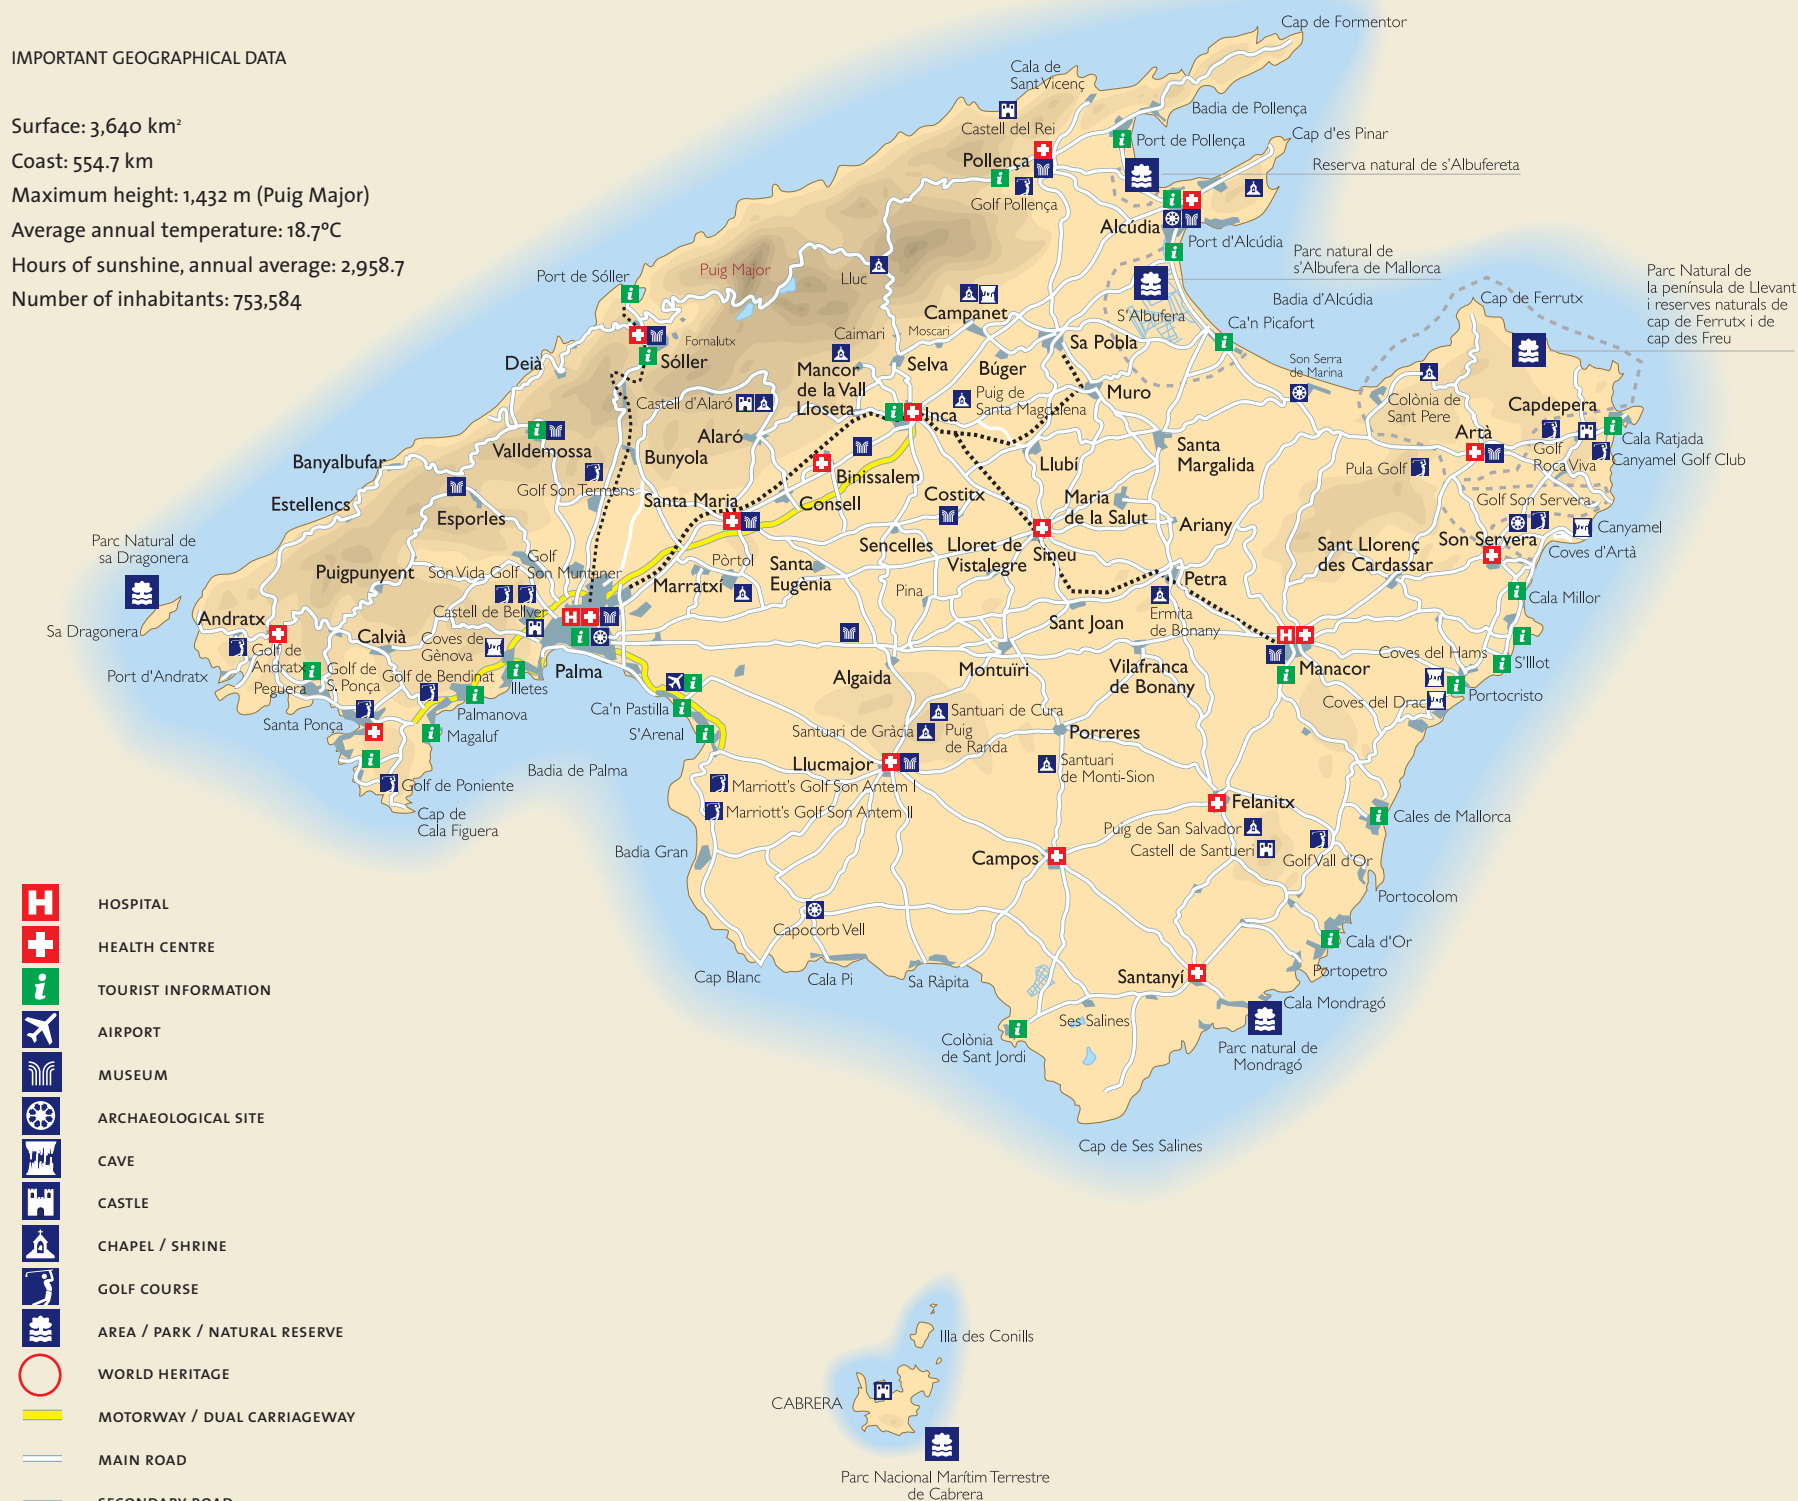 IMPORTANT GEOGRAPHICAL DATA
Surface: 3,640 km²
Coast: 554.7 km
Maximum height: 1,432 m (Puig Major)
Average annual temperature: 18.7ºC
Hours of sunshine, annual average: 2,958.7
Number of inhabitants: 753,584
Cap de Formentor
Cala de
Sant Vicenç
Badia de Pollença
Castell del Rei
Cap d'es Pinar
Port de Pollença
Pollença
Reserva natural de s'Albufereta
Golf Pollença
Alcúdia
Port d'Alcúdia
Parc natural de
s'Albufera de Mallorca
Puig Major
Port de Sóller
Lluc
Parc Natural de
la península de Llevant
i reserves naturals de
cap de Ferrutx i de
cap des Freu
Badia d'Alcúdia
Cap de Ferrutx
Campanet
S'Albufera
Ca'n Picafort
Caimari
Moscari
Fornalutx
Sa Pobla
Deià
Sóller
Selva
Búger
Son Serra
de Marina
Mancor
de la Vall
Lloseta
Puig de
Santa Magdalena
Muro
Castell d'Alaró
Inca
Colònia de
Sant Pere
Capdepera
Alaró
Artà
Cala Ratjada
Valldemossa
Bunyola
Santa
Margalida
Golf
Roca Viva
Canyamel Golf Club
Banyalbufar
Llubí
Pula Golf
Golf Son Termens
Binissalem
Estellencs
Santa Maria
Consell
Costitx
Maria
de la Salut
Golf Son Servera
Esporles
Ariany
Canyamel
Parc Natural de
sa Dragonera
Sencelles
Lloret de
Vistalegre
Sineu
Sant Llorenç
des Cardassar
Son Servera
Coves d'Artà
Golf
Son Muntaner
Son Vida Golf
Pòrtol
Puigpunyent
Santa
Eugènia
Marratxí
Petra
Pina
Cala Millor
Andratx
Castell de Bellver
Ermita
de Bonany
Sa Dragonera
Sant Joan
Calvià
Coves de
Gènova
Golf de
Andratx
Port d'Andratx
Peguera
Golf de
S. Ponça
Golf de Bendinat
Illetes
Palma
Algaida
Montuïri
Vilafranca
de Bonany
Manacor
Coves del Hams
S'Illot
Portocristo
Coves del Drac
Santa Ponça
Palmanova
Magaluf
Ca'n Pastilla
S'Arenal
Santuari de Cura
Santuari de Gràcia
Puig
de Randa
Porreres
Llucmajor
Santuari
de Monti-Sion
Badia de Palma
Golf de Poniente
Marriott's Golf Son Antem I
Marriott's Golf Son Antem II
Felanitx
Cap de
Cala Figuera
Cales de Mallorca
Puig de San Salvador
Castell de Santueri
Badia Gran
Campos
Golf Vall d'Or
Portocolom
Capocorb Vell
Cala d'Or
Cap Blanc
Cala Pi
Sa Ràpita
Santanyí
Portopetro
Cala Mondragó
Ses Salines
Colònia
de Sant Jordi
Parc natural de
Mondragó
Cap de Ses Salines
Illa des Conills
CABRERA
Parc Nacional Marítim Terrestre
de Cabrera
HOSPITAL
HEALTH CENTRE
TOURIST INFORMATION
AIRPORT
MUSEUM
ARCHAEOLOGICAL SITE
CAVE
CASTLE
CHAPEL / SHRINE
GOLF COURSE
AREA / PARK / NATURAL RESERVE
WORLD HERITAGE
MOTORWAY / DUAL CARRIAGEWAY
MAIN ROAD
SECONDARY ROAD